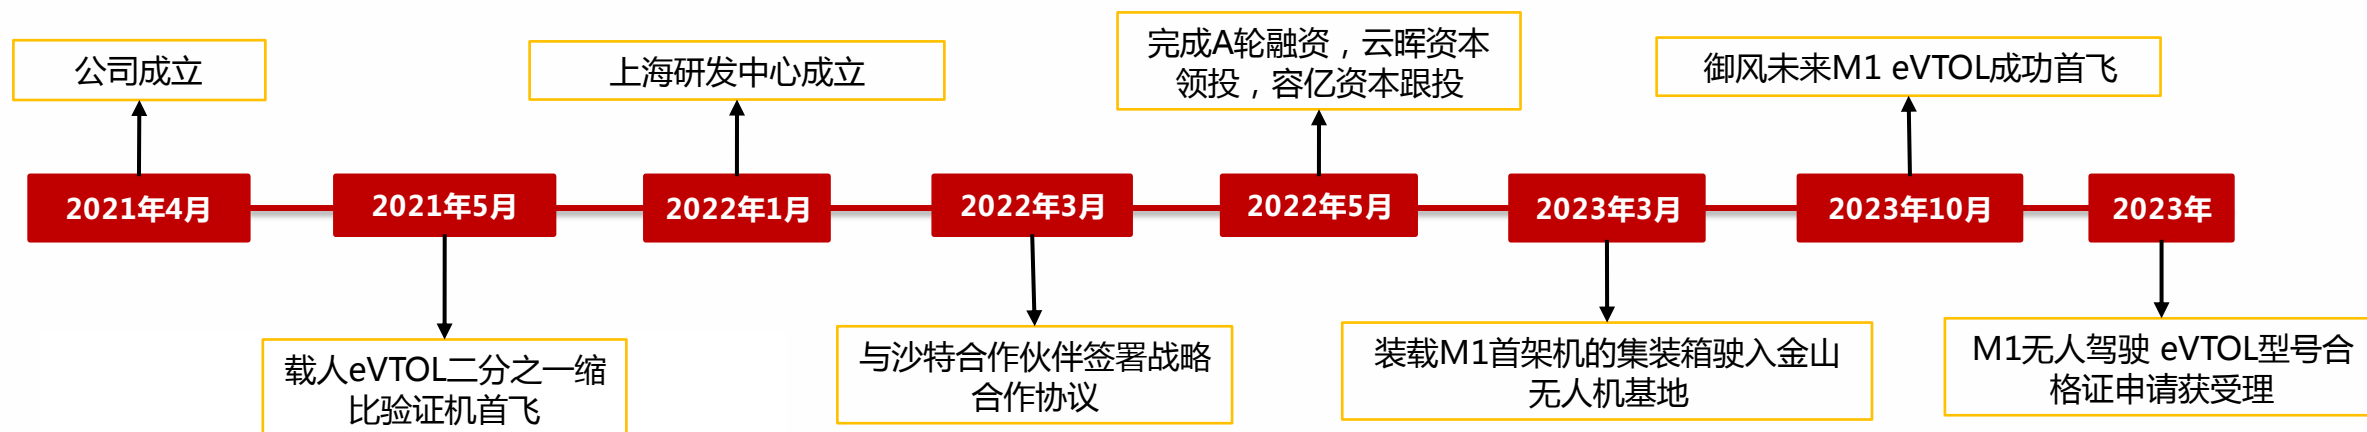 公司成立
上海研发中心成立
完成A轮融资，云晖资本
领投，容亿资本跟投
御风未来M1 eVTOL成功首飞
2021年4月
2021年5月
2022年1月
2022年3月
2022年5月
2023年3月
2023年10月
2023年
载人eVTOL二分之一缩
比验证机首飞
与沙特合作伙伴签署战略
合作协议
装载M1首架机的集装箱驶入金山
无人机基地
M1无人驾驶 eVTOL型号合
格证申请获受理